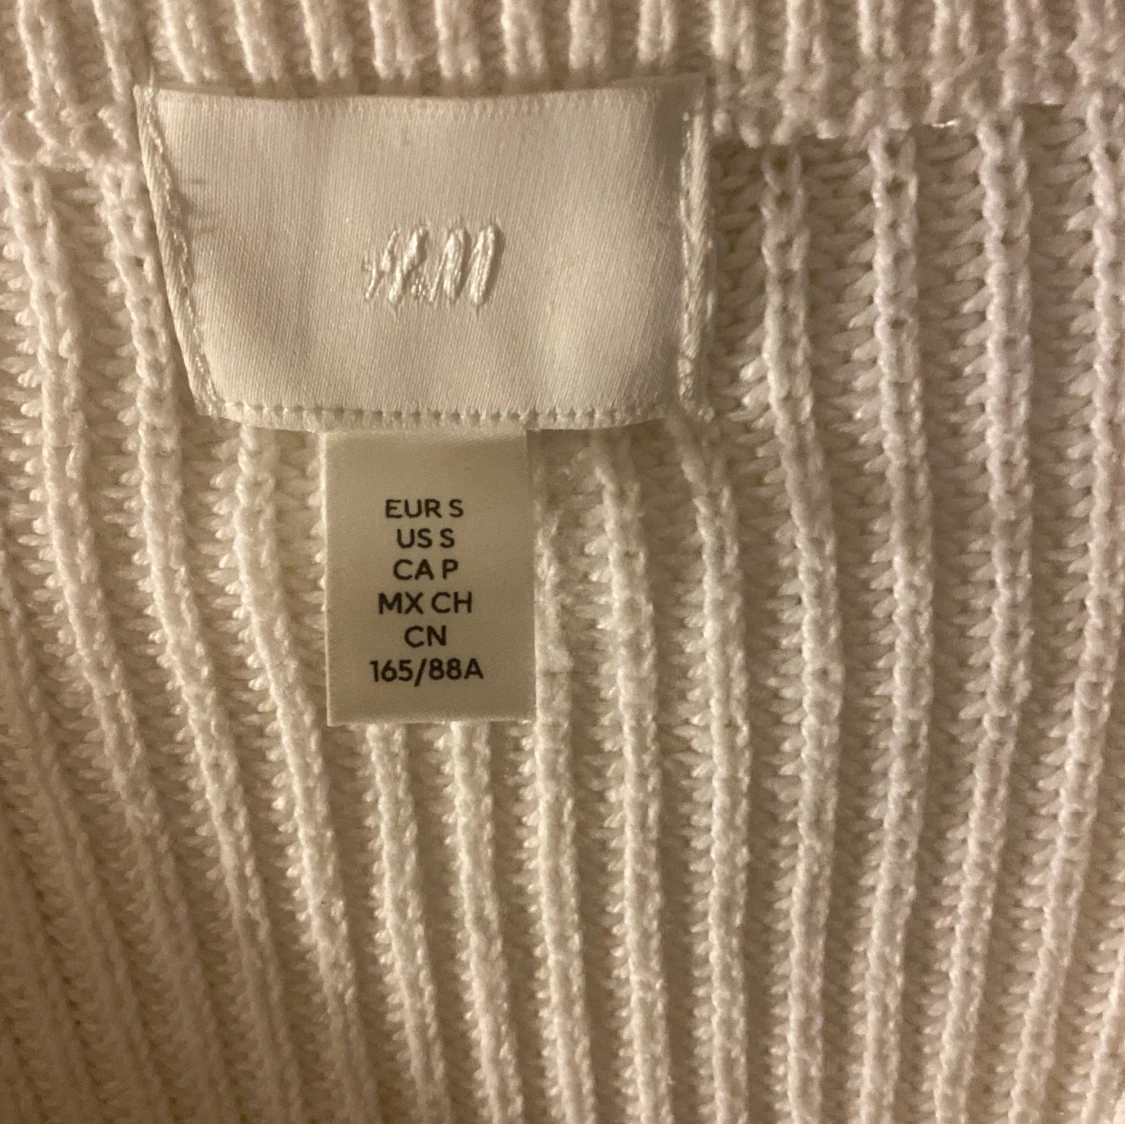 H&M
EUR S
US S
CA P
MX CH
CN
165/88A